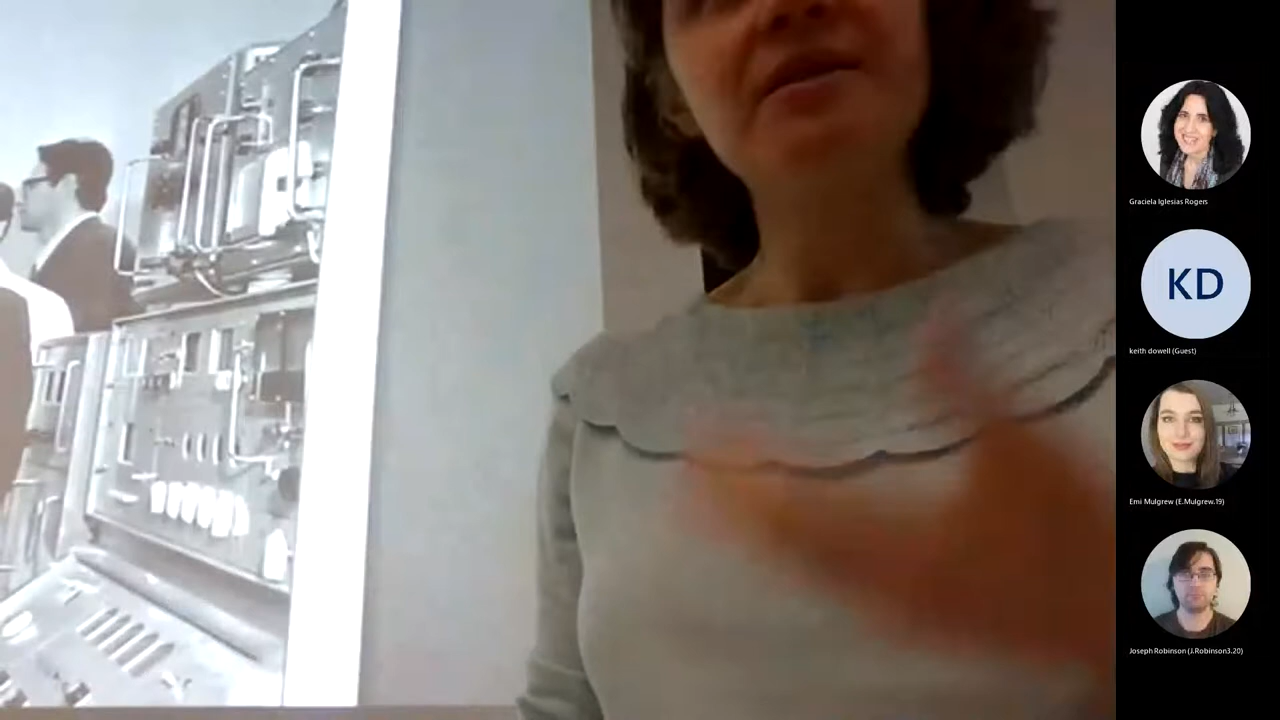 Graciela Iglesias Rogers
KD
keith dowell (Guest)
Emi Mulgrew (E.Mulgrew.19)
Joseph Robinson (J.Robinson3.20)